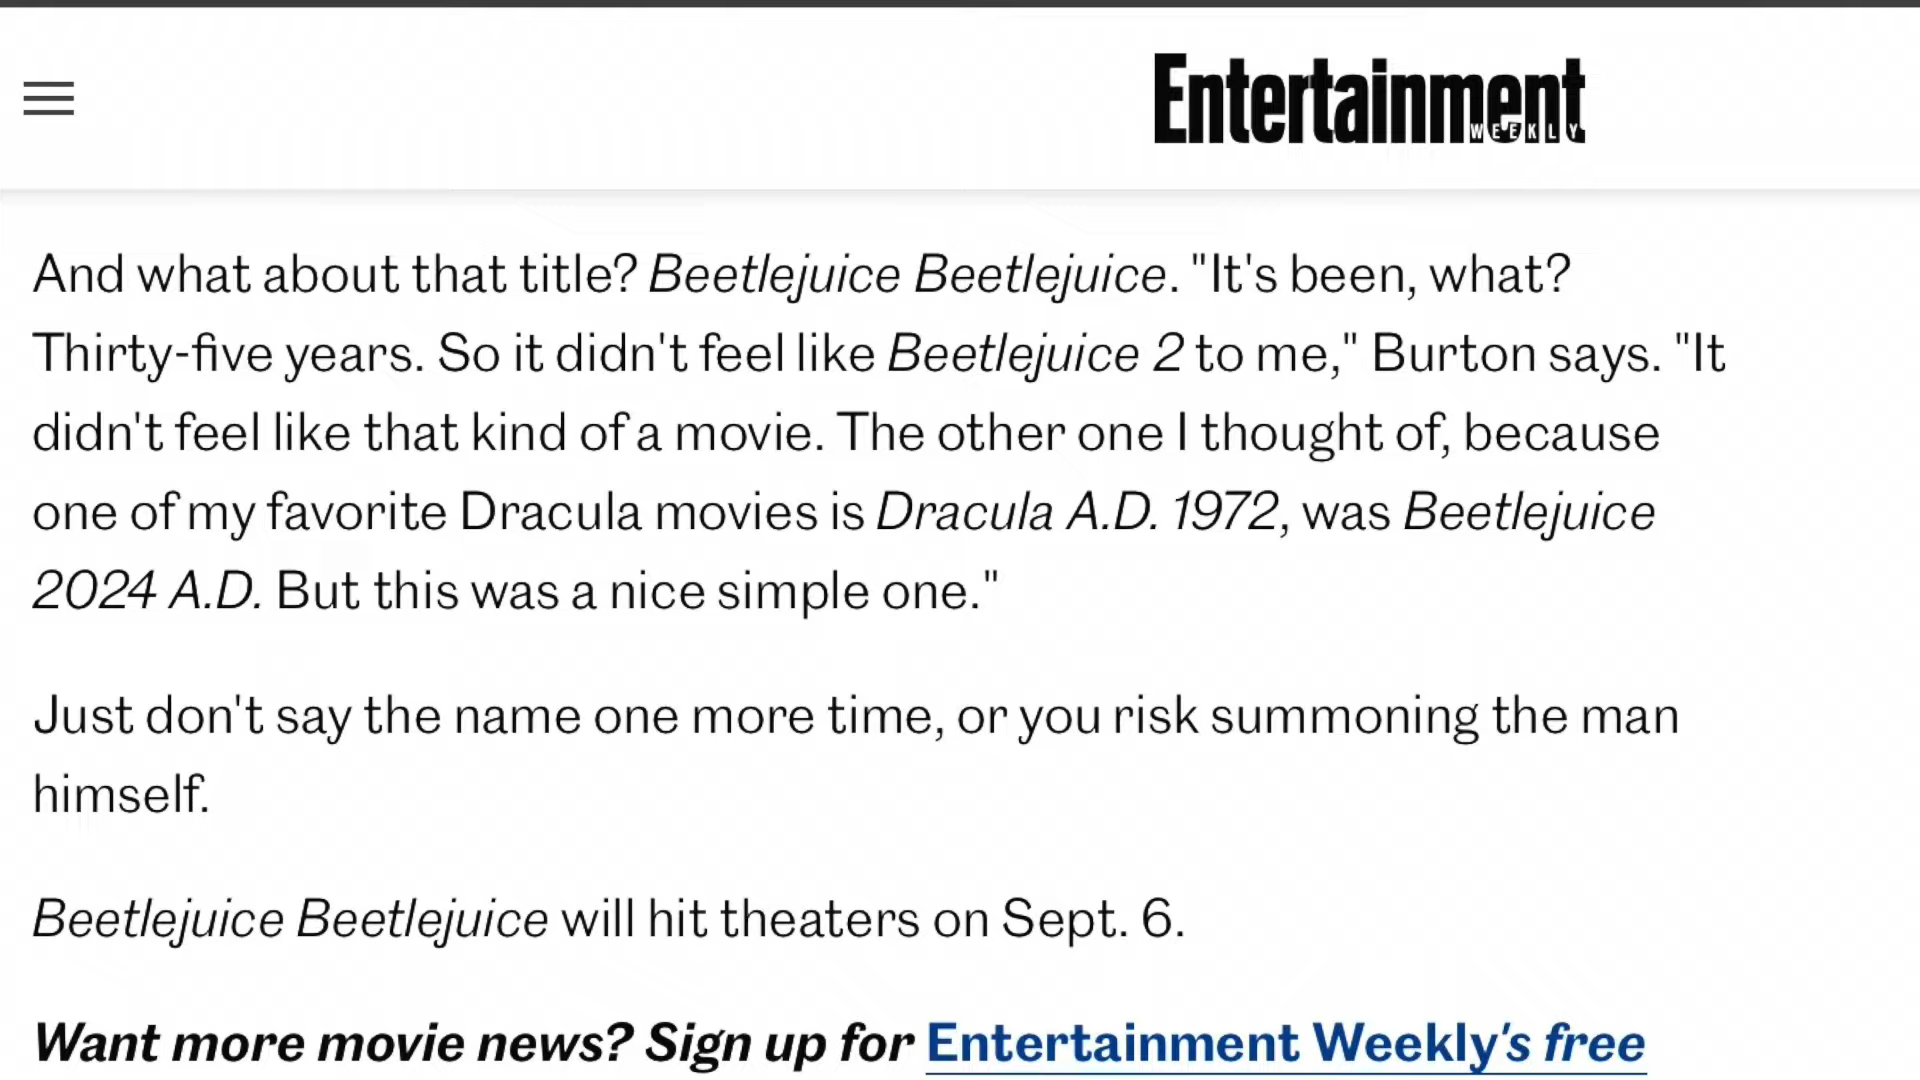 Entertainment
WEEKLY
And what about that title? Beetlejuice Beetlejuice. "It's been, what?
Thirty-five years. So it didn't feel like Beetlejuice 2 to me," Burton says. "It
didn't feel like that kind of a movie. The other one I thought of, because
one of my favorite Dracula movies is Dracula A.D. 1972, was Beetlejuice
2024 A.D. But this was a nice simple one."
Just don't say the name one more time, or you risk summoning the man
himself.
Beetlejuice Beetlejuice will hit theaters on Sept. 6.
Want more movie news? Sign up for Entertainment Weekly's free